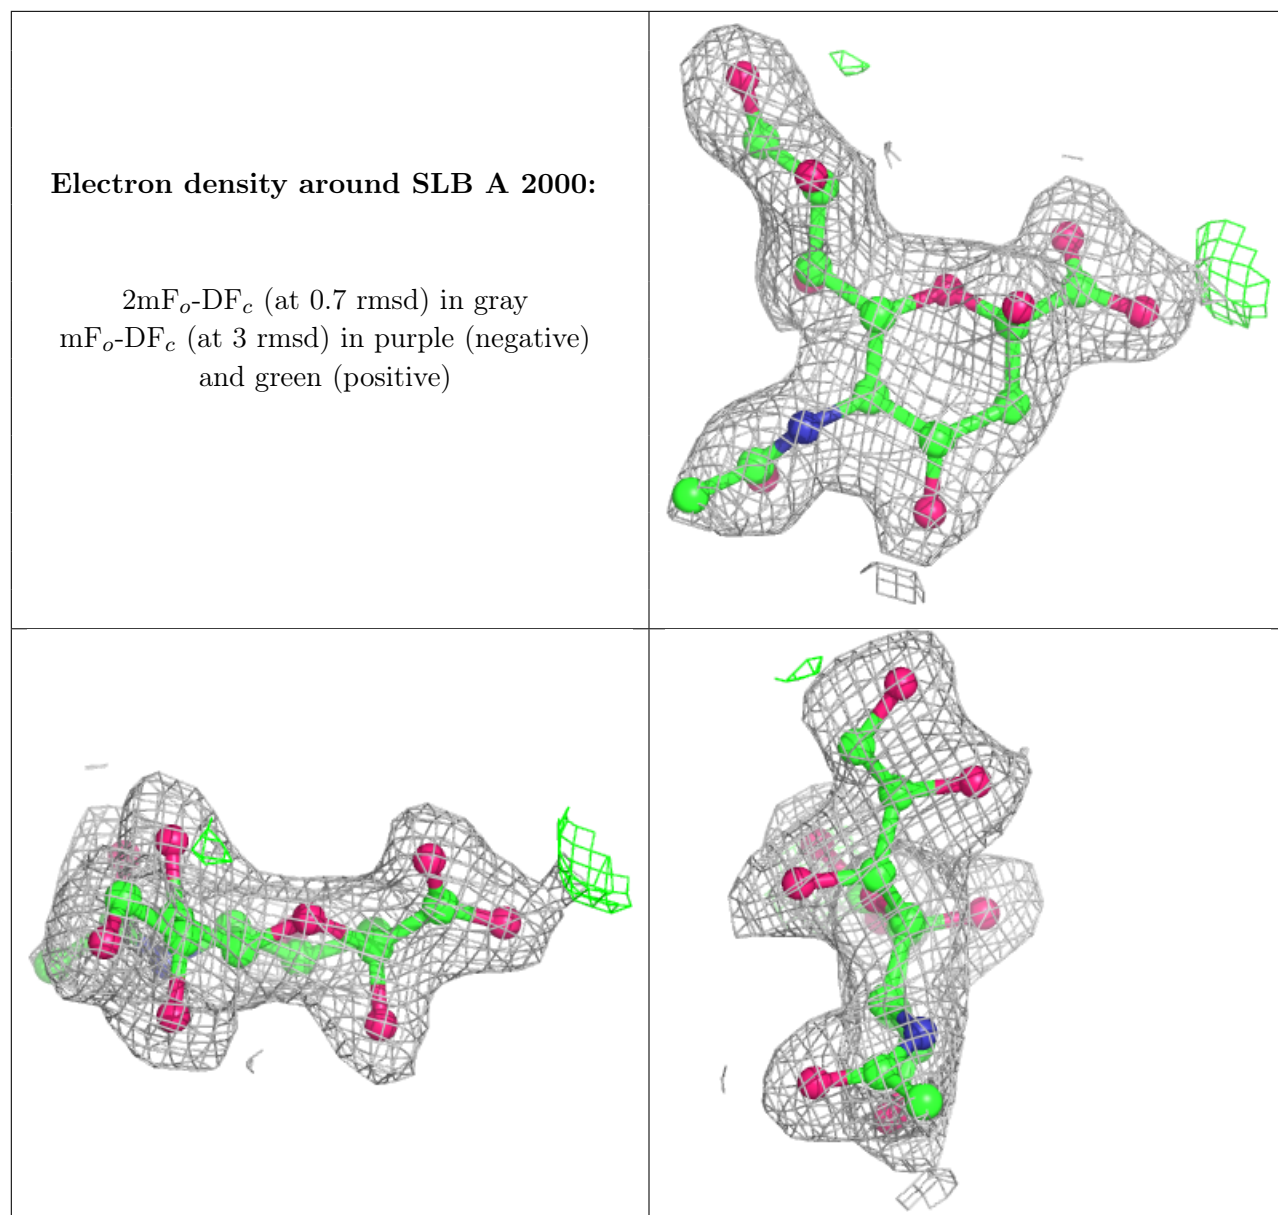 Electron density around SLB A 2000:
2mFo-DFc (at 0.7 rmsd) in gray
mFo-DFc (at 3 rmsd) in purple (negative)
and green (positive)